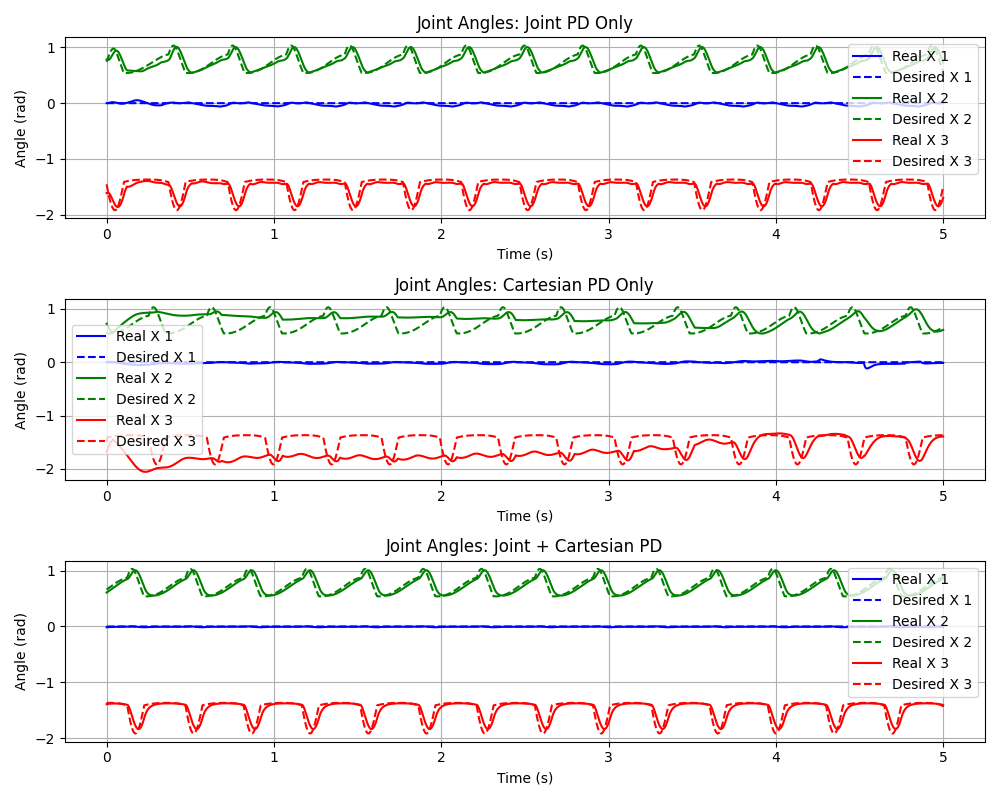 Joint Angles: Joint PD Only
Angle (rad)
1
0
−1
−2
Real X 1
Desired X 1
Real X 2
Desired X 2
Real X 3
Desired X 3
0 1 2 3 4 5
Time (s)
Joint Angles: Cartesian PD Only
Angle (rad)
1
0
−1
−2
Real X 1
Desired X 1
Real X 2
Desired X 2
Real X 3
Desired X 3
0 1 2 3 4 5
Time (s)
Joint Angles: Joint + Cartesian PD
Angle (rad)
1
0
−1
−2
Real X 1
Desired X 1
Real X 2
Desired X 2
Real X 3
Desired X 3
0 1 2 3 4 5
Time (s)